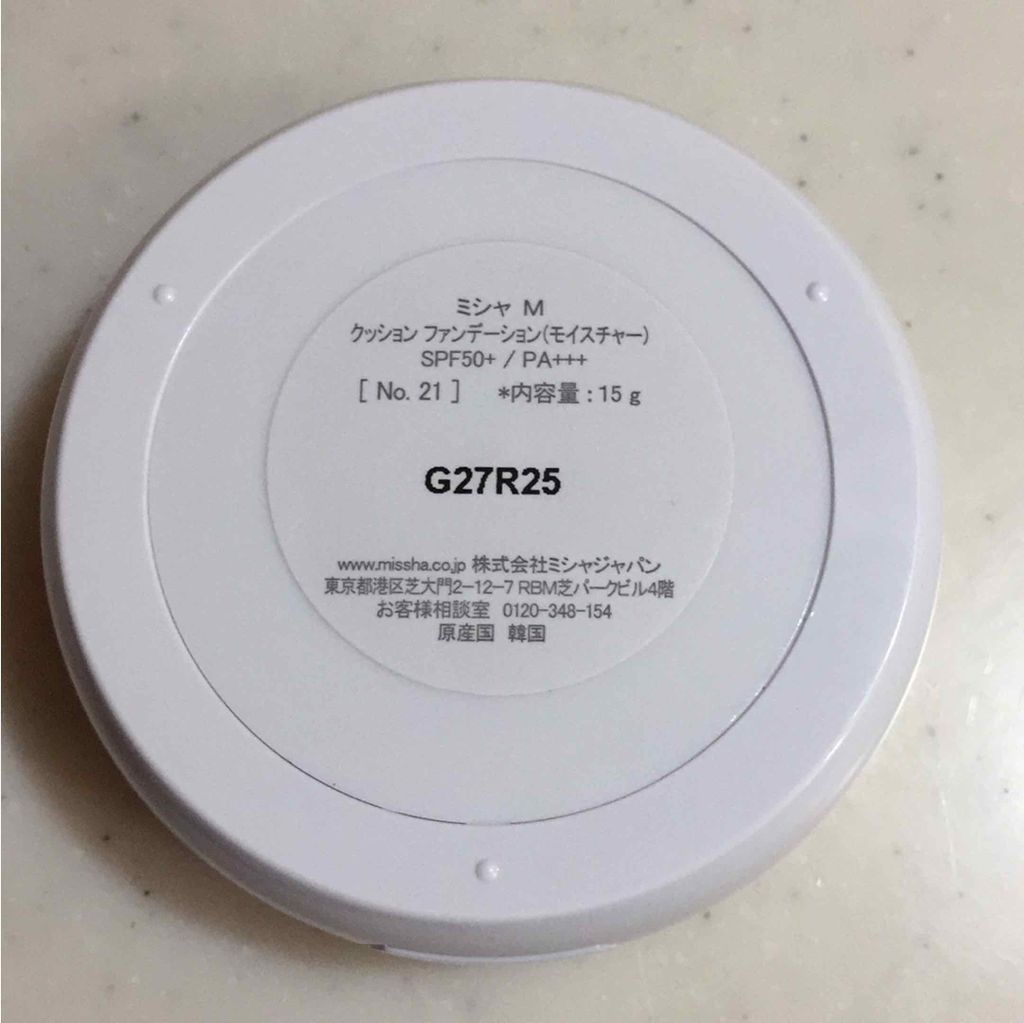 ミシャ M
クッション ファンデーション(モイスチャー)
SPF50+ / PA+++
[ No. 21 ] *内容量 : 15 g
G27R25
www.missha.co.jp 株式会社ミシャジャパン
東京都港区芝大門2-12-7 RBM芝パークビル4階
お客様相談室 0120-348-154
原産国 韓国